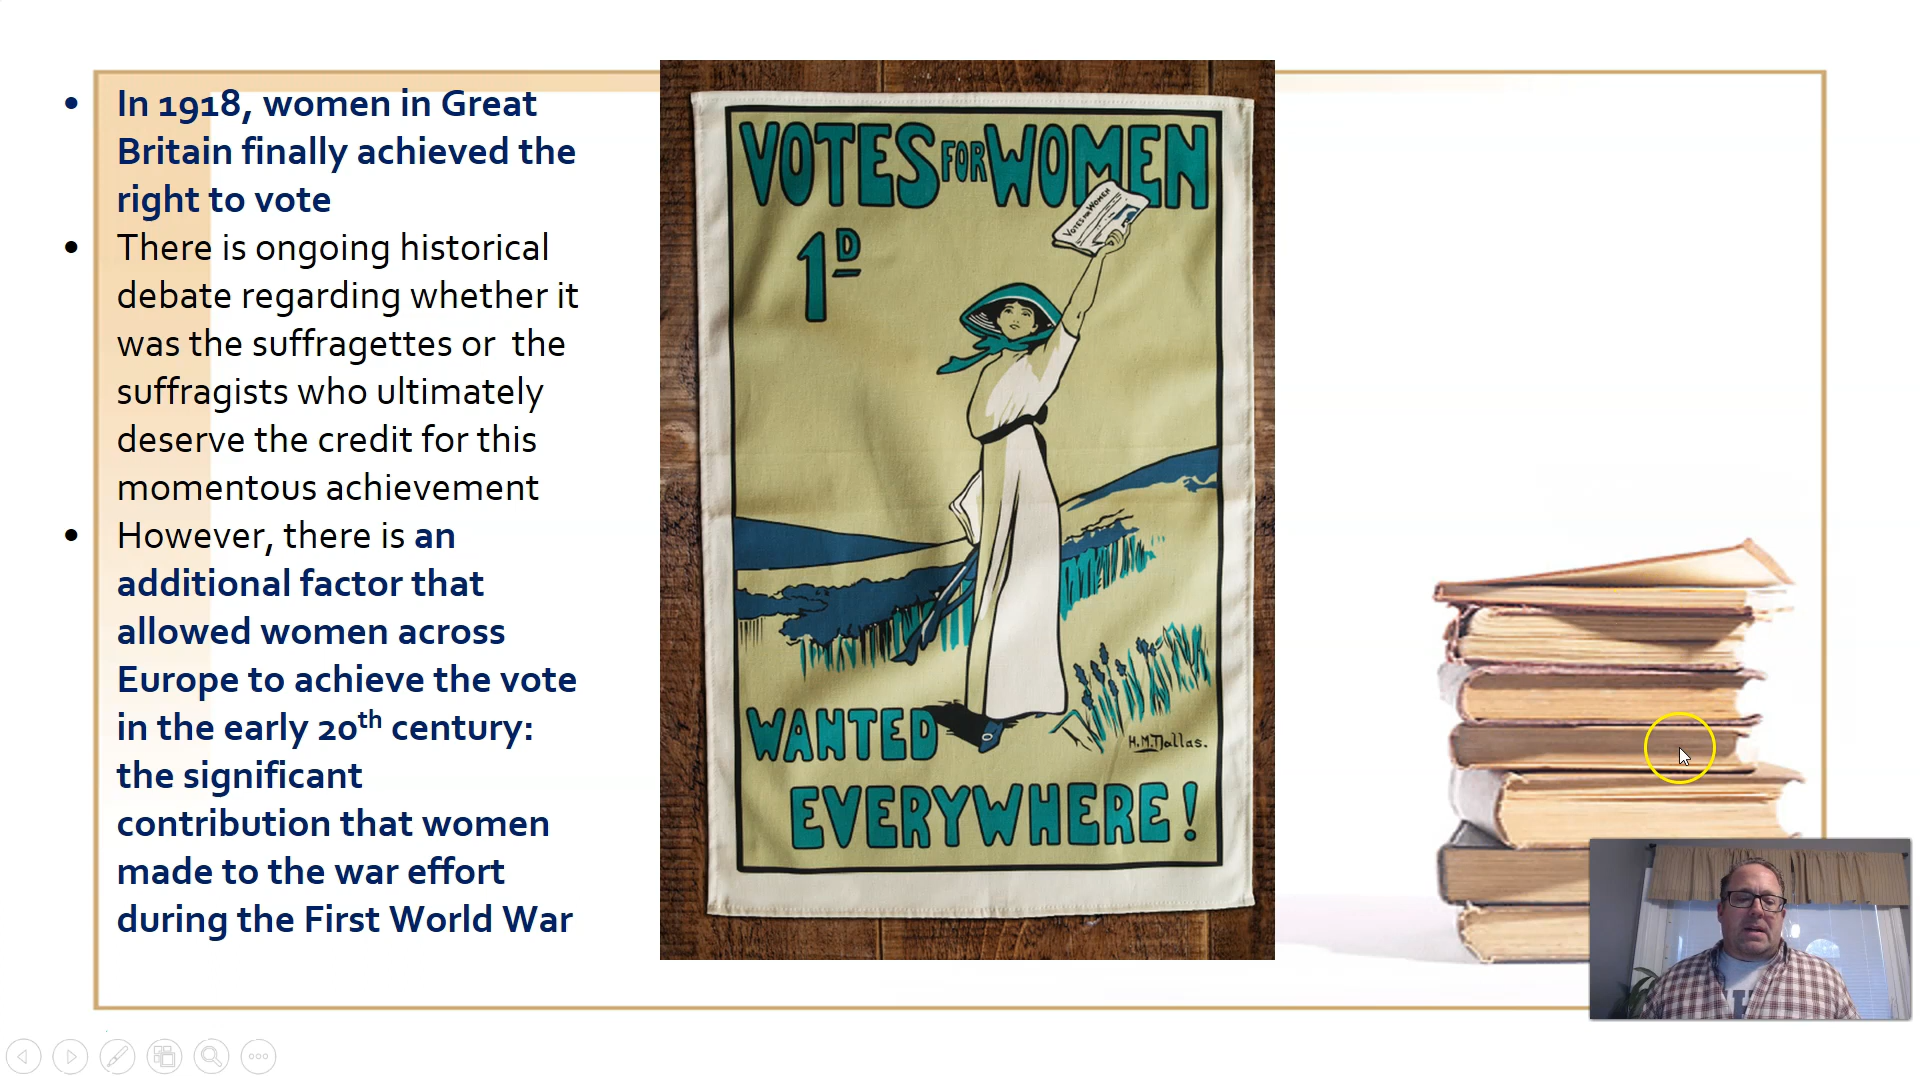 • In 1918, women in Great
Britain finally achieved the
right to vote
• There is ongoing historical
debate regarding whether it
was the suffragettes or  the
suffragists who ultimately
deserve the credit for this
momentous achievement
• However, there is an
additional factor that
allowed women across
Europe to achieve the vote
in the early 20th century:
the significant
contribution that women
made to the war effort
during the First World War
VOTES FOR WOMEN
VOTES FOR WOMEN
1D
WANTED
H.M.Dallas.
EVERYWHERE!